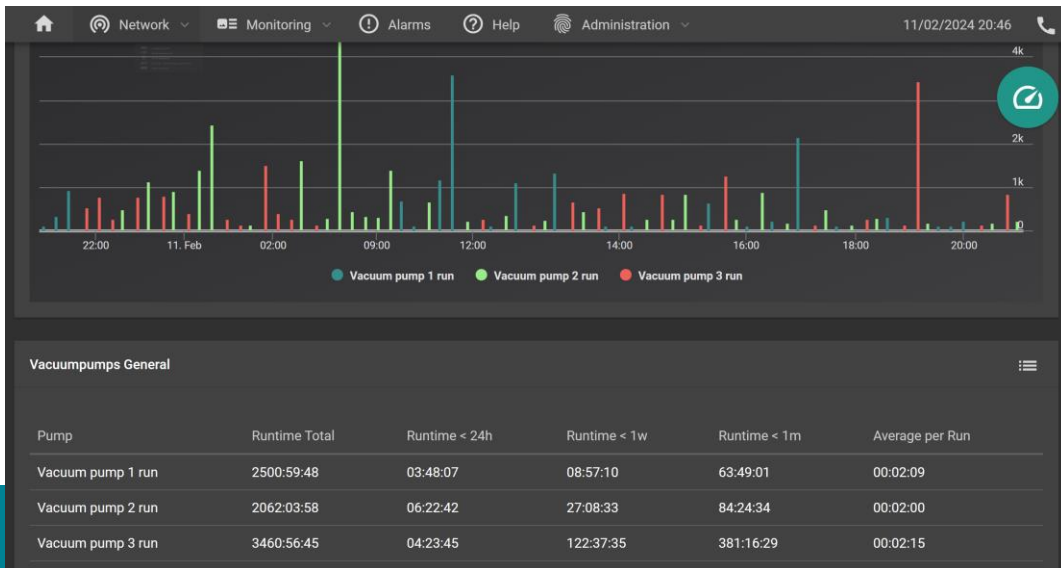 Network Monitoring Alarms Help Administration 11/02/2024 20:46
4k
2k
1k
0
22:00 11. Feb 02:00 09:00 12:00 14:00 16:00 18:00 20:00
Vacuum pump 1 run Vacuum pump 2 run Vacuum pump 3 run
Vacuumpumps General
Pump Runtime Total Runtime < 24h Runtime < 1w Runtime < 1m Average per Run
Vacuum pump 1 run 2500:59:48 03:48:07 08:57:10 63:49:01 00:02:09
Vacuum pump 2 run 2062:03:58 06:22:42 27:08:33 84:24:34 00:02:00
Vacuum pump 3 run 3460:56:45 04:23:45 122:37:35 381:16:29 00:02:15